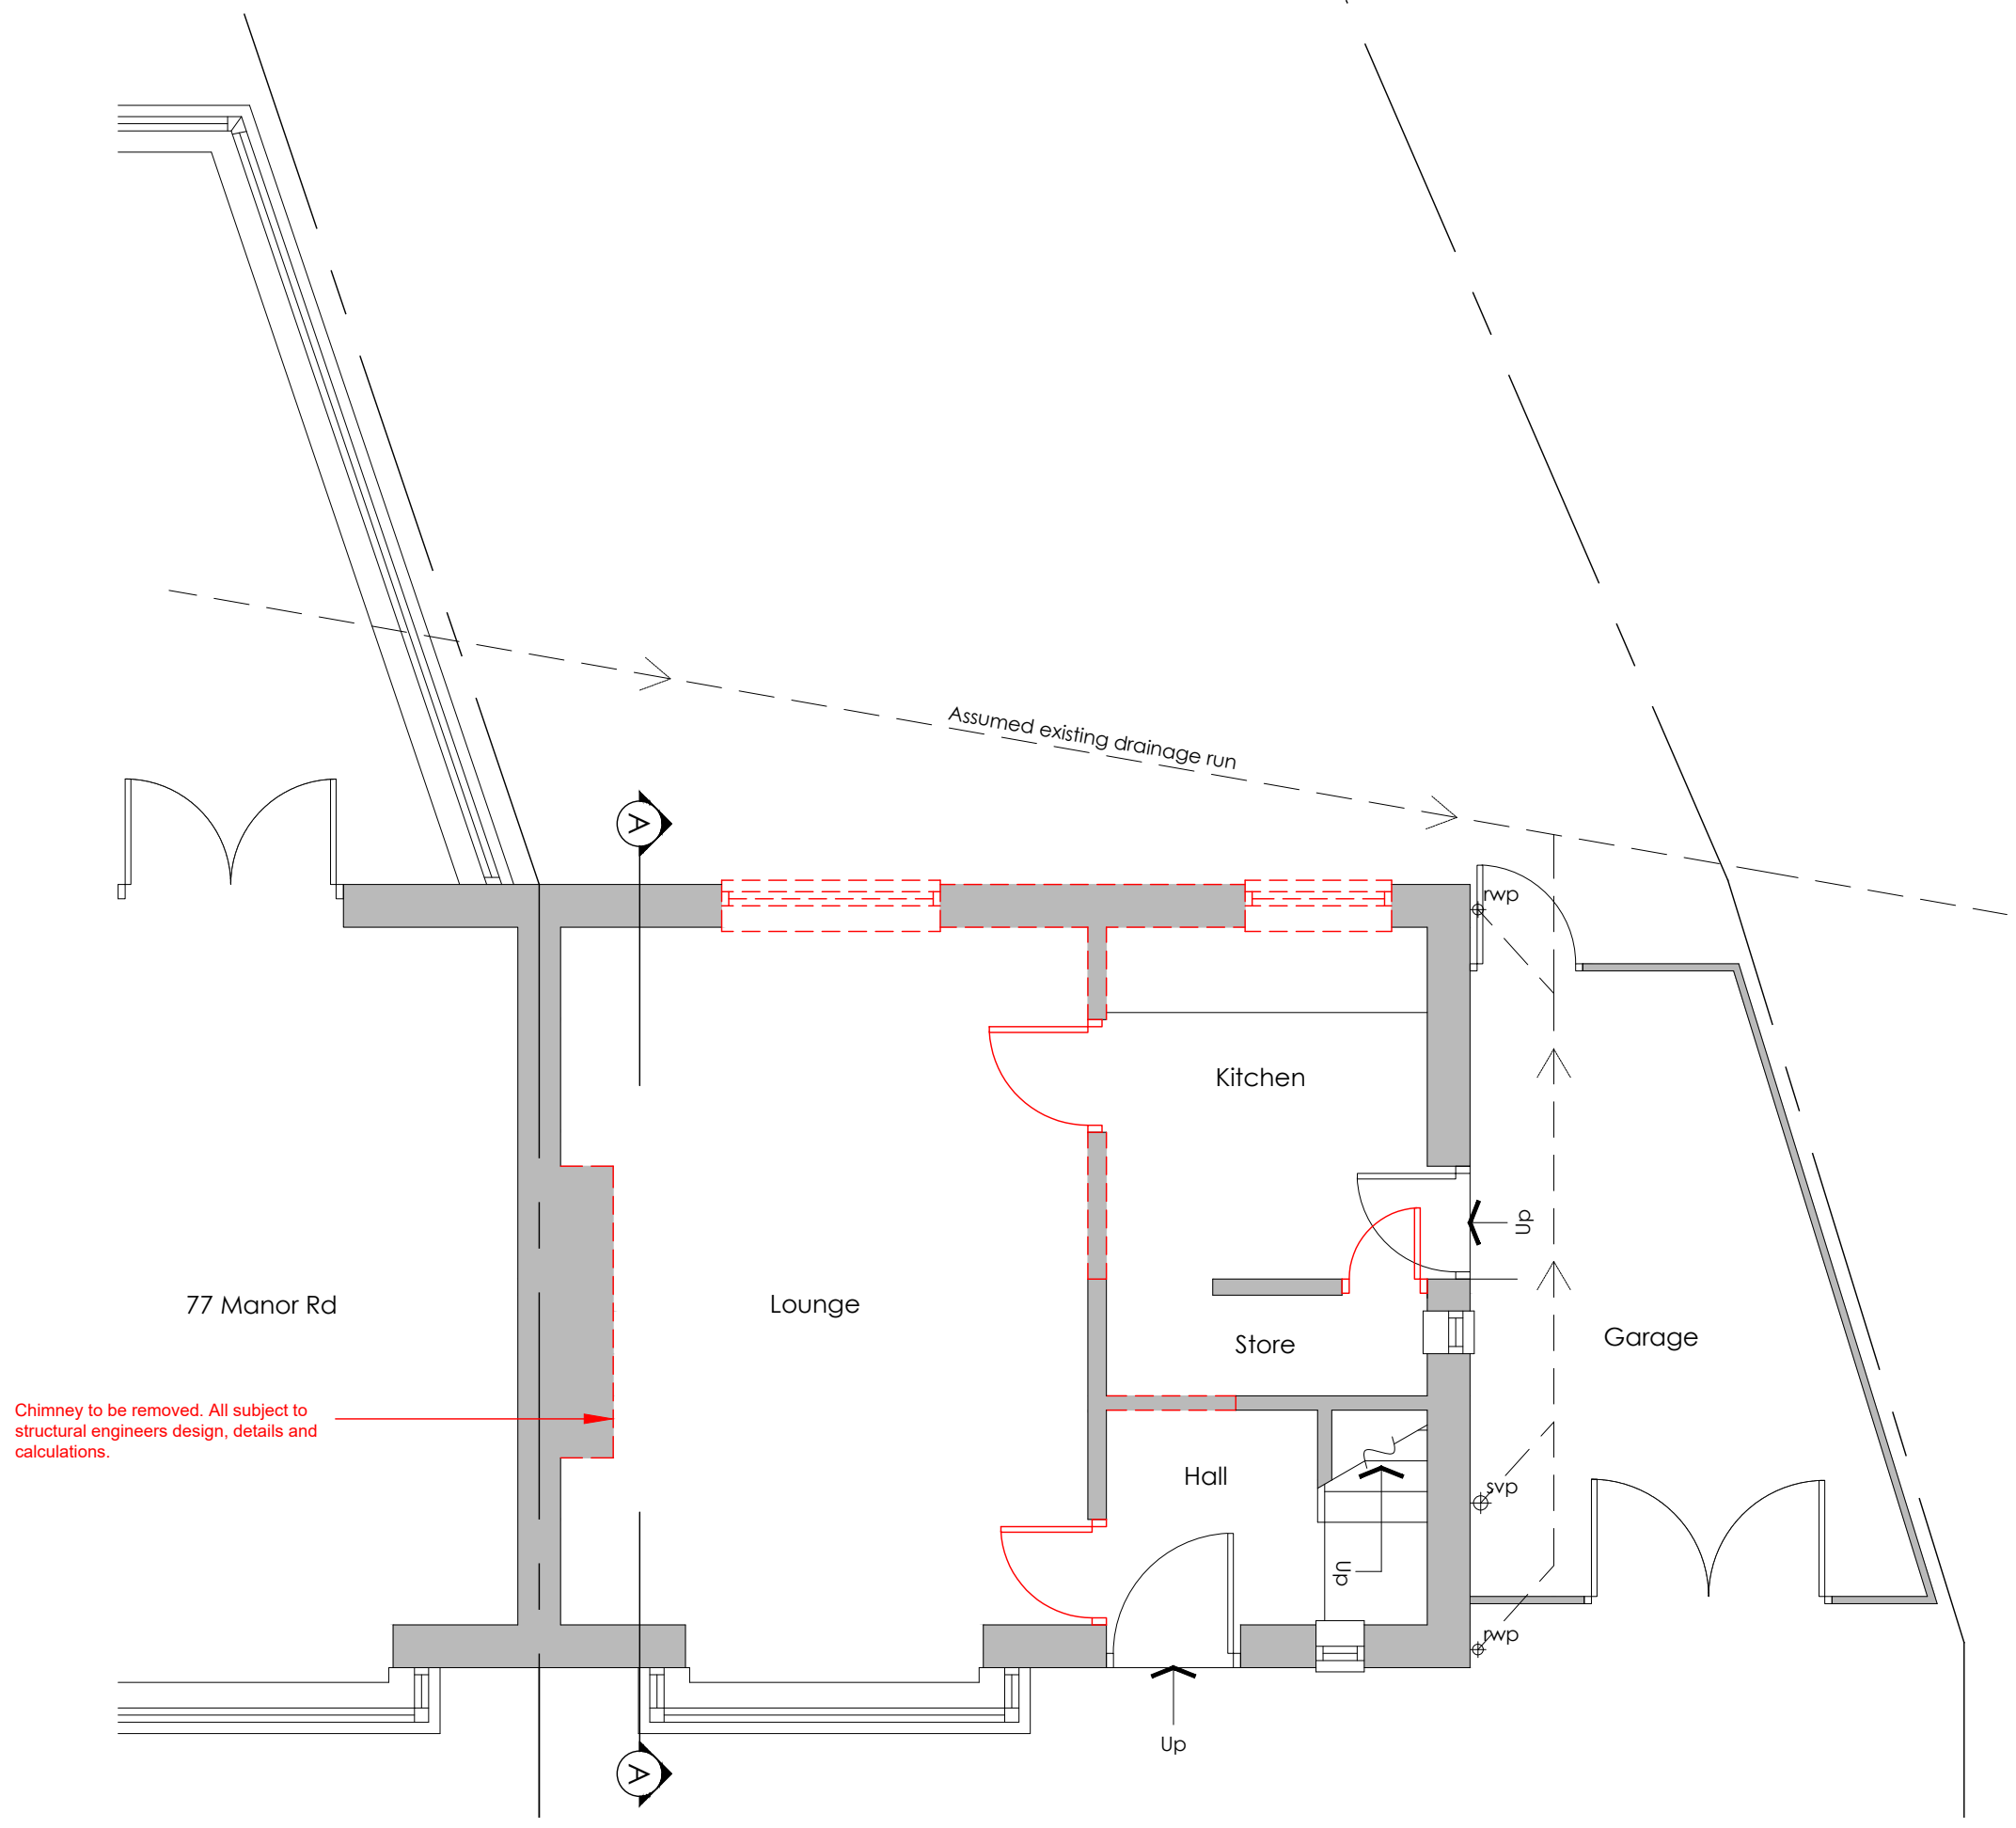 Assumed existing drainage run
A
rwp
Kitchen
Up
77 Manor Rd
Lounge
Store
Garage
Chimney to be removed. All subject to
structural engineers design, details and
calculations.
Hall
svp
up
rwp
Up
A